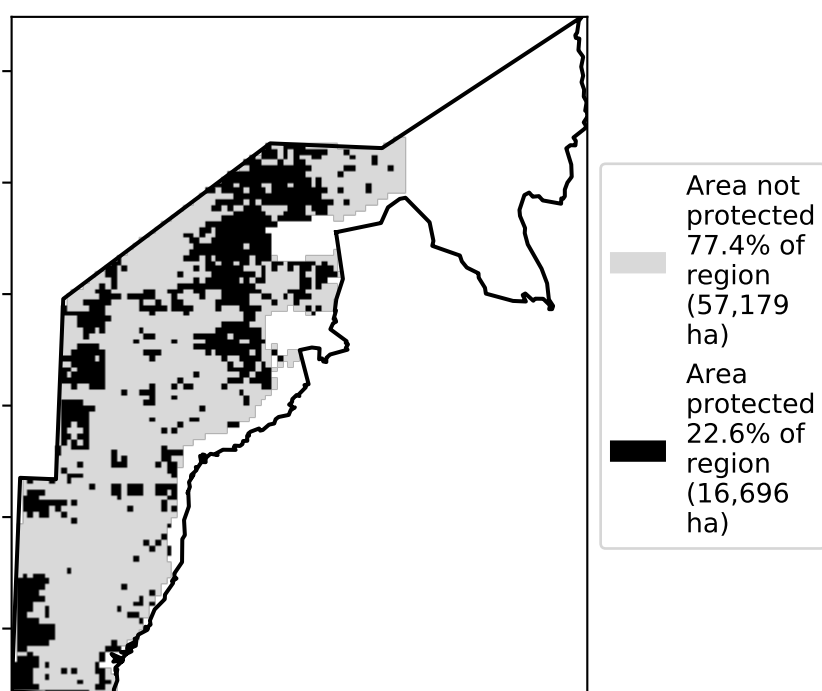 Area not
protected
77.4% of
region
(57,179
ha)
Area
protected
22.6% of
region
(16,696
ha)